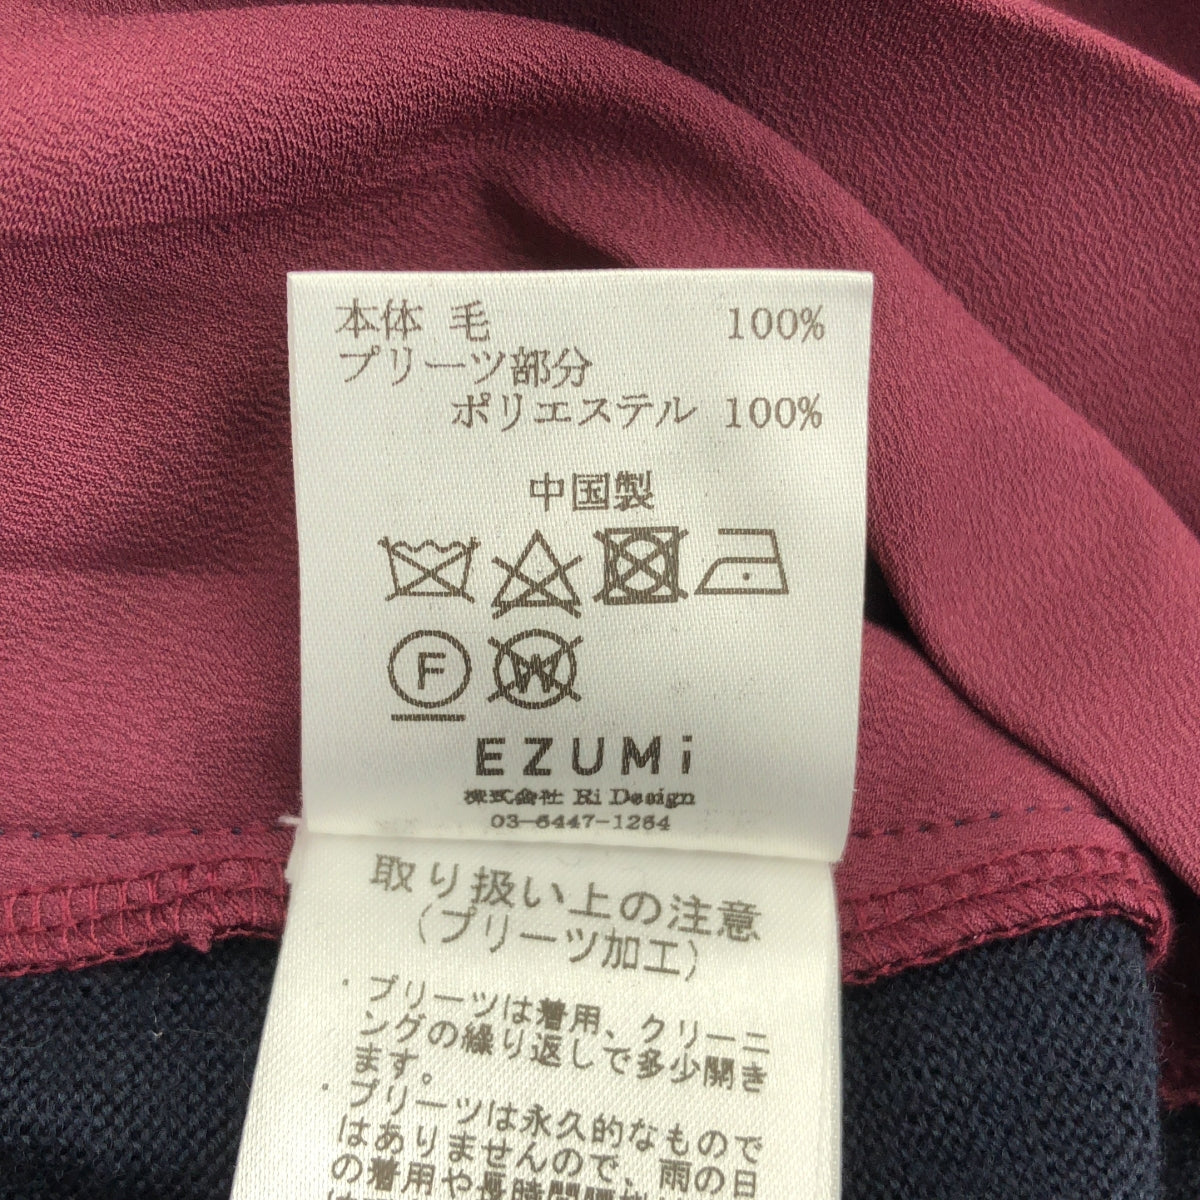 本体 毛 100%
プリーツ部分
ポリエステル 100%
中国製
F W
EZUMi
株式会社 Ri Design
03-6447-1264
取り扱い上の注意
(プリーツ加工)
・プリーツは着用、クリーニ
ングの繰り返しで多少開き
ます。
・プリーツは永久的なもので
はありませんので、雨の日
の着用や長時間